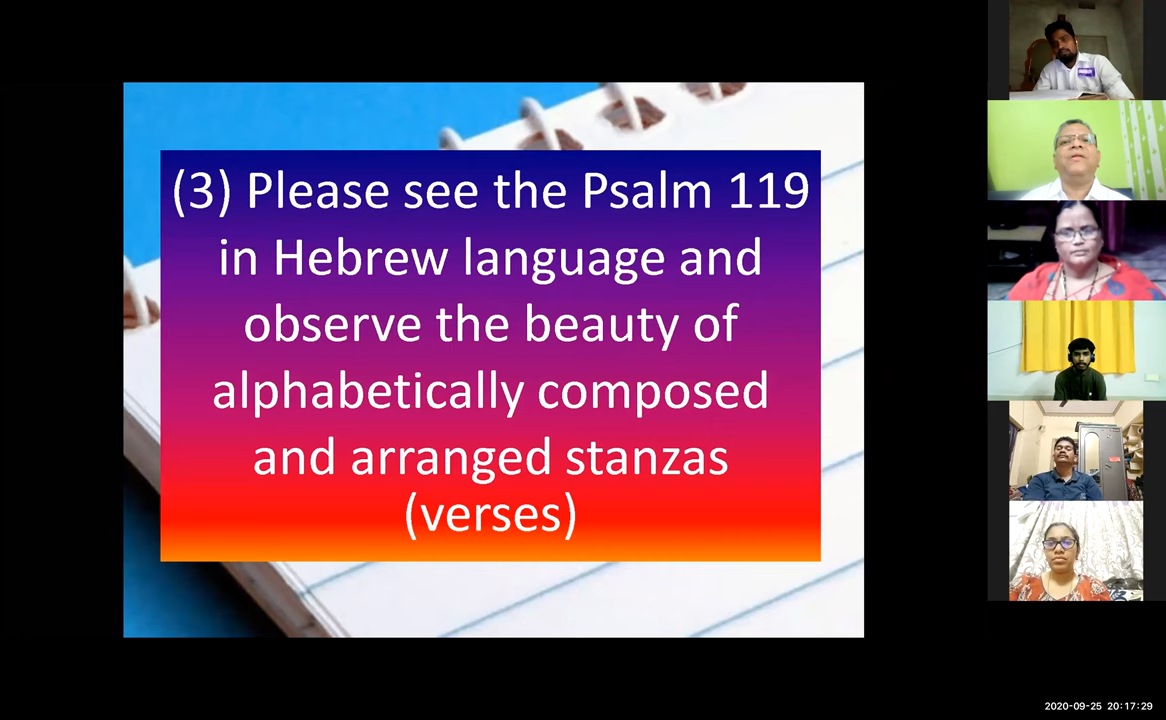 (3) Please see the Psalm 119
in Hebrew language and
observe the beauty of
alphabetically composed
and arranged stanzas
(verses)
2020-09-25 20:17:29